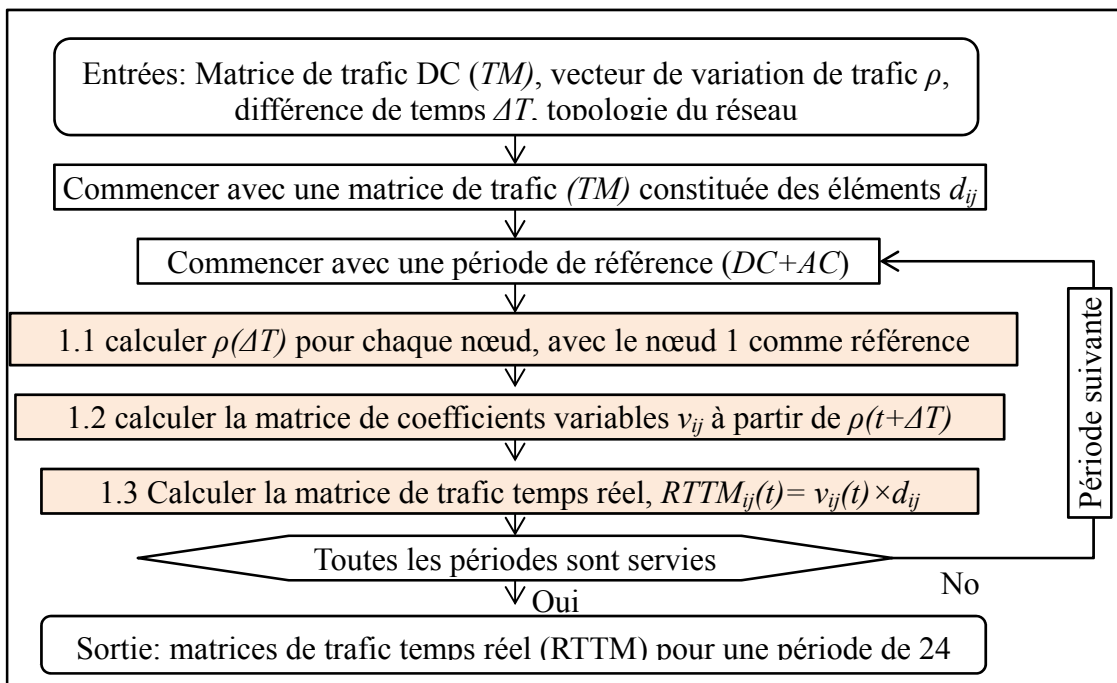 Entrées: Matrice de trafic DC (TM), vecteur de variation de trafic ρ,
différence de temps ΔT, topologie du réseau
Commencer avec une matrice de trafic (TM) constituée des éléments dij
Commencer avec une période de référence (DC+AC)
1.1 calculer ρ(ΔT) pour chaque nœud, avec le nœud 1 comme référence
1.2 calculer la matrice de coefficients variables vij à partir de ρ(t+ΔT)
1.3 Calculer la matrice de trafic temps réel, RTTMij(t)= vij(t)×dij
Période suivante
Toutes les périodes sont servies
No
Oui
Sortie: matrices de trafic temps réel (RTTM) pour une période de 24